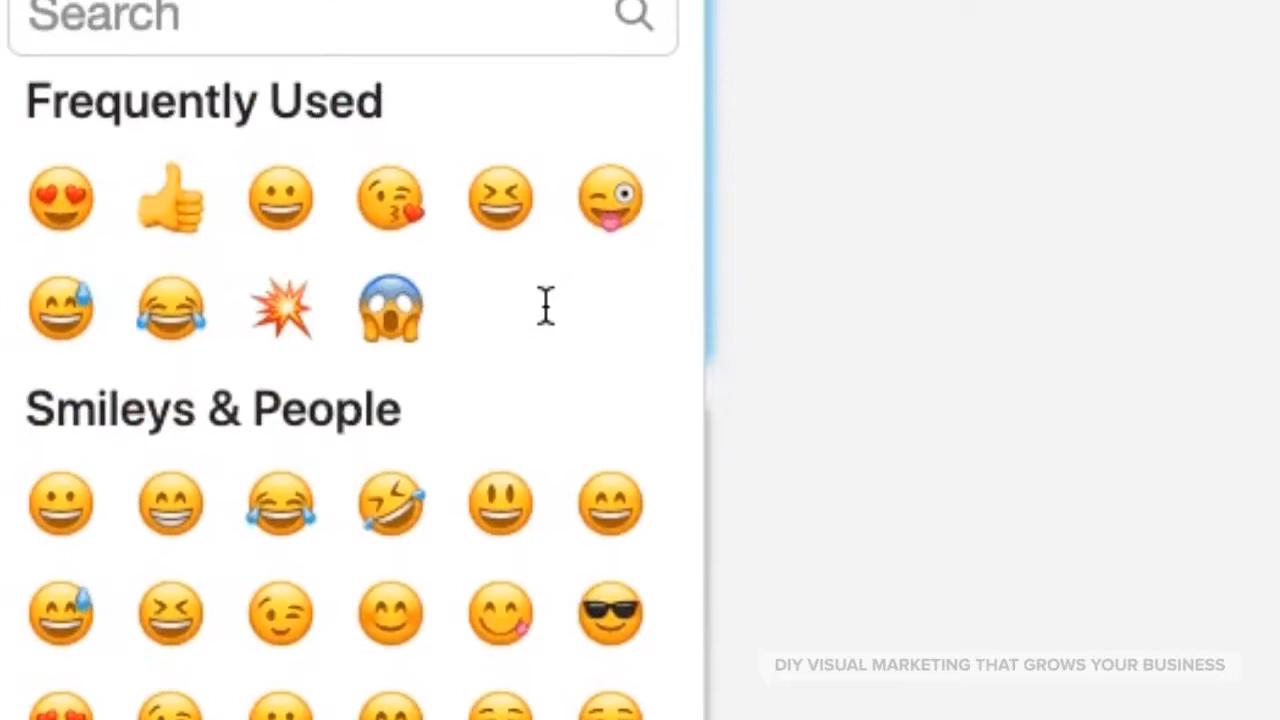 Search
Frequently Used
Smileys & People
DIY VISUAL MARKETING THAT GROWS YOUR BUSINESS